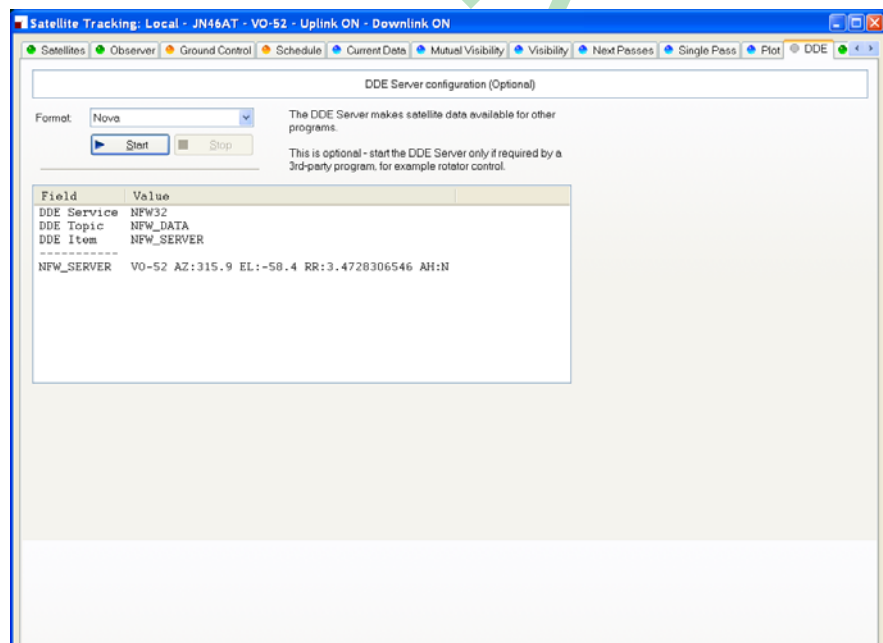 Satellite Tracking: Local - JN46AT - VO-52 - Uplink ON - Downlink ON
Satellites Observer Ground Control Schedule Current Data Mutual Visibility Visibility Next Passes Single Pass Plot DDE
DDE Server configuration (Optional)
Format: Nova
The DDE Server makes satellite data available for other
programs.
Start Stop
This is optional - start the DDE Server only if required by a
3rd-party program, for example rotator control.
Field Value
DDE Service NFW32
DDE Topic NFW_DATA
DDE Item NFW_SERVER
-----------
NFW_SERVER VO-52 AZ:315.9 EL:-58.4 RR:3.4728306546 AH:N